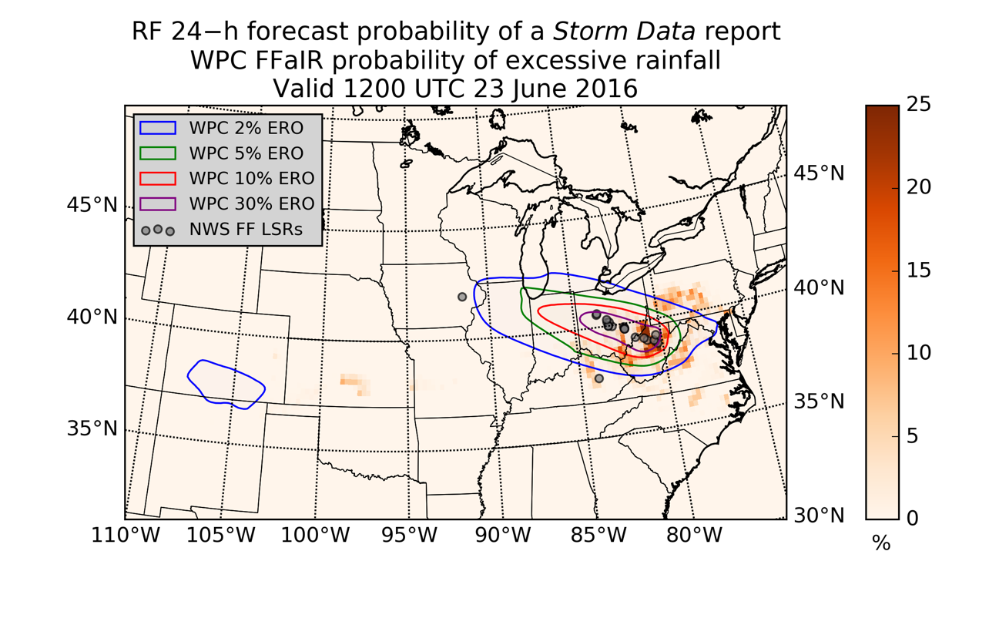 RF 24−h forecast probability of a Storm Data report
WPC FFaIR probability of excessive rainfall
Valid 1200 UTC 23 June 2016
WPC 2% ERO
WPC 5% ERO
WPC 10% ERO
WPC 30% ERO
NWS FF LSRs
45°N
40°N
35°N
45°N
40°N
35°N
30°N
110°W
105°W
100°W
95°W
90°W
85°W
80°W
25
20
15
10
5
0
%